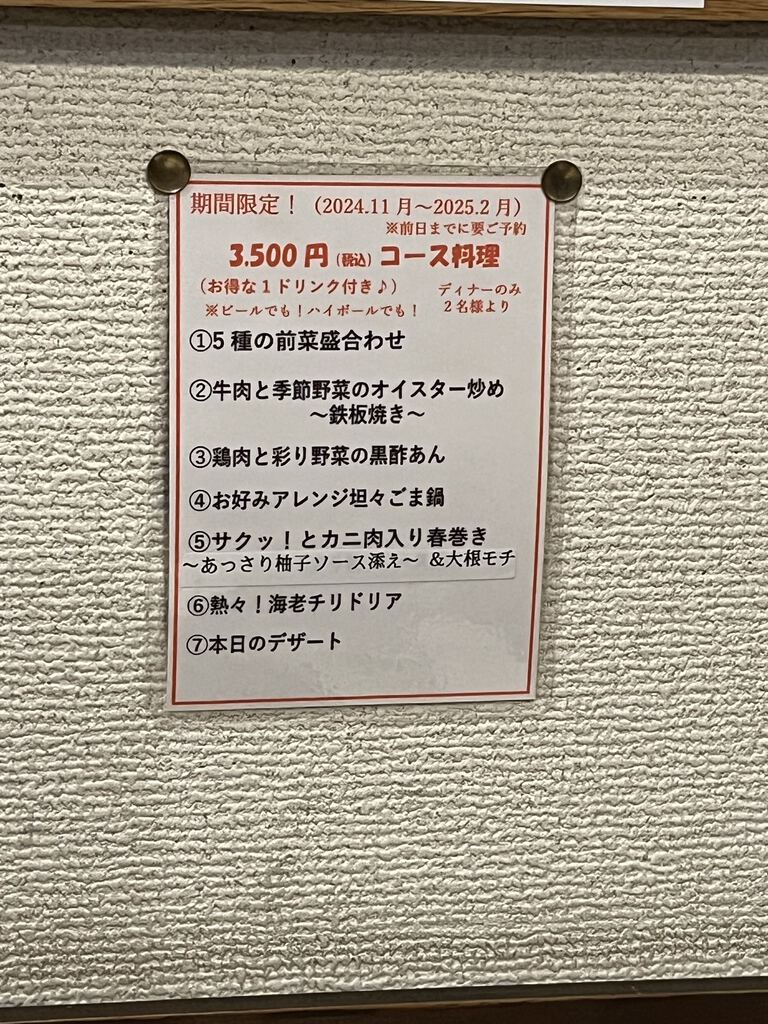 期間限定！（2024.11月～2025.2月）
※前日までに要ご予約
3.500円（税込）コース料理
（お得な１ドリンク付き♪） ディナーのみ
※ビールでも！ハイボールでも！ ２名様より
①5種の前菜盛合わせ
②牛肉と季節野菜のオイスター炒め
～鉄板焼き～
③鶏肉と彩り野菜の黒酢あん
④お好みアレンジ坦々ごま鍋
⑤サクッ！とカニ肉入り春巻き
～あっさり柚子ソース添え～ &大根モチ
⑥熱々！海老チリドリア
⑦本日のデザート